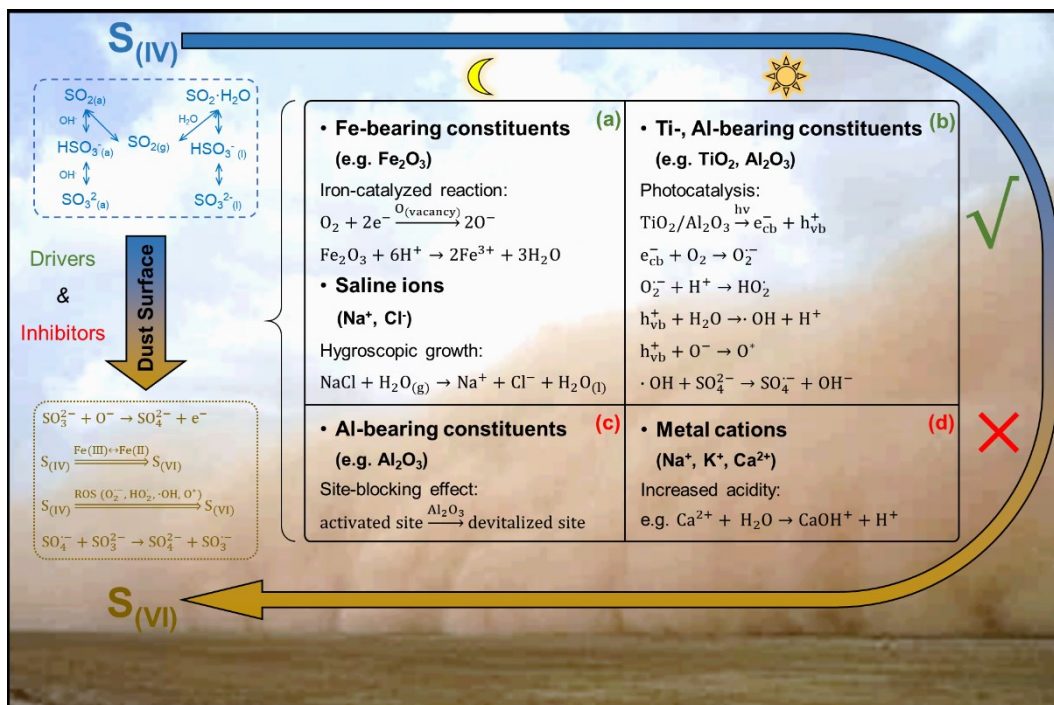 S(IV)
SO2(a)
SO2·H2O
OH-
H2O
SO2(g)
HSO3-(a)
HSO3-(l)
OH-
SO3 2-(a)
SO3 2-(l)
Drivers
&
Inhibitors
Dust Surface
SO₃²⁻ + O⁻ → SO₄²⁻ + e⁻
Fe(III)↔Fe(II)
S(IV) ⟹ S(VI)
ROS (O₂·⁻, HO₂, ·OH, O*)
S(IV) ⟹ S(VI)
SO₄·⁻ + SO₃²⁻ → SO₄²⁻ + SO₃·⁻
S(VI)
• Fe-bearing constituents (a)
(e.g. Fe₂O₃)
Iron-catalyzed reaction:
O(vacancy)
O₂ + 2e⁻ → 2O⁻
Fe₂O₃ + 6H⁺ → 2Fe³⁺ + 3H₂O
• Saline ions
(Na⁺, Cl-)
Hygroscopic growth:
NaCl + H₂O(g) → Na⁺ + Cl⁻ + H₂O(l)
• Ti-, Al-bearing constituents (b)
(e.g. TiO₂, Al₂O₃)
Photocatalysis:
hv
TiO₂/Al₂O₃ → e⁻cb + h⁺vb
e⁻cb + O₂ → O₂·⁻
O₂·⁻ + H⁺ → HO₂·
h⁺vb + H₂O → · OH + H⁺
h⁺vb + O⁻ → O*
· OH + SO₄²⁻ → SO₄·⁻ + OH⁻
• Al-bearing constituents (c)
(e.g. Al₂O₃)
Site-blocking effect:
Al₂O₃
activated site → devitalized site
• Metal cations (d)
(Na⁺, K⁺, Ca²⁺)
Increased acidity:
e.g. Ca²⁺ + H₂O → CaOH⁺ + H⁺